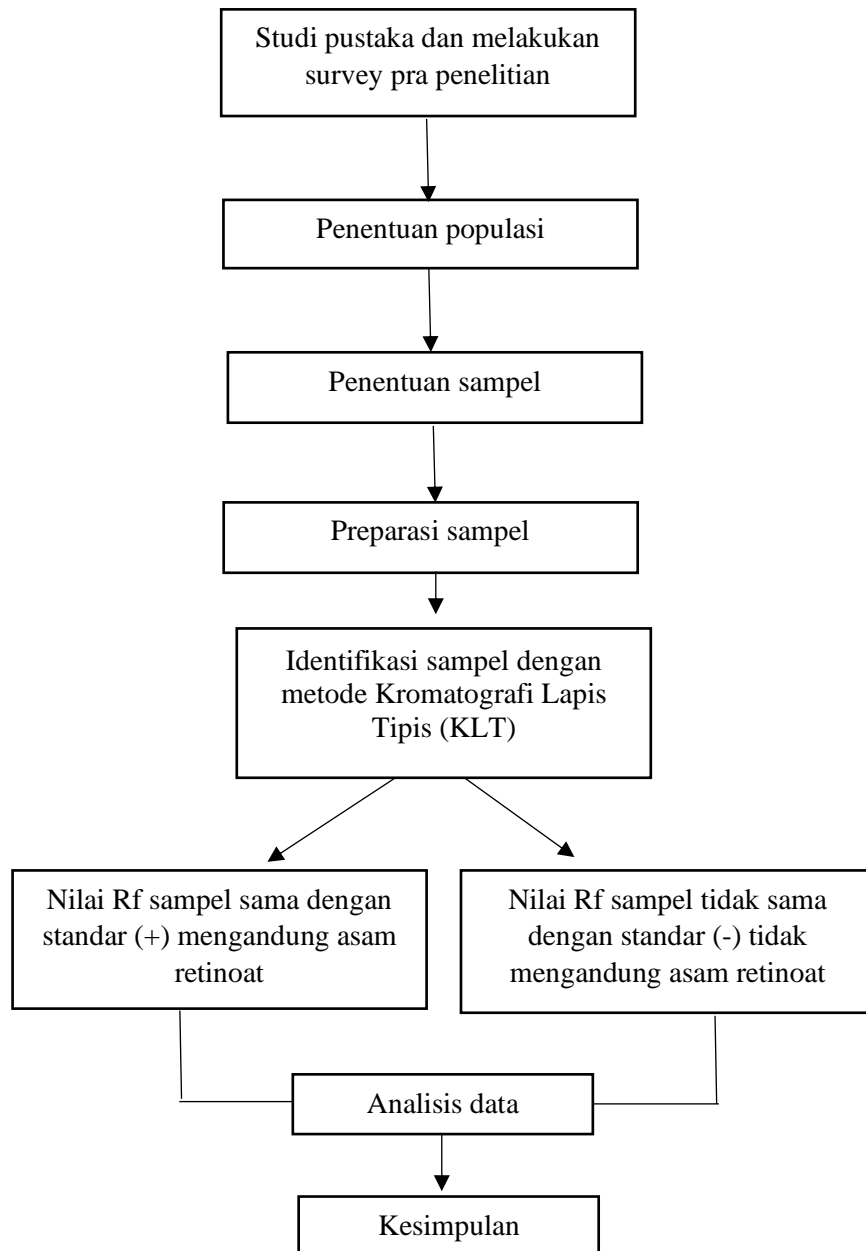 Studi pustaka dan melakukan
survey pra penelitian
Penentuan populasi
Penentuan sampel
Preparasi sampel
Identifikasi sampel dengan
metode Kromatografi Lapis
Tipis (KLT)
Nilai Rf sampel sama dengan
standar (+) mengandung asam
retinoat
Nilai Rf sampel tidak sama
dengan standar (-) tidak
mengandung asam retinoat
Analisis data
Kesimpulan